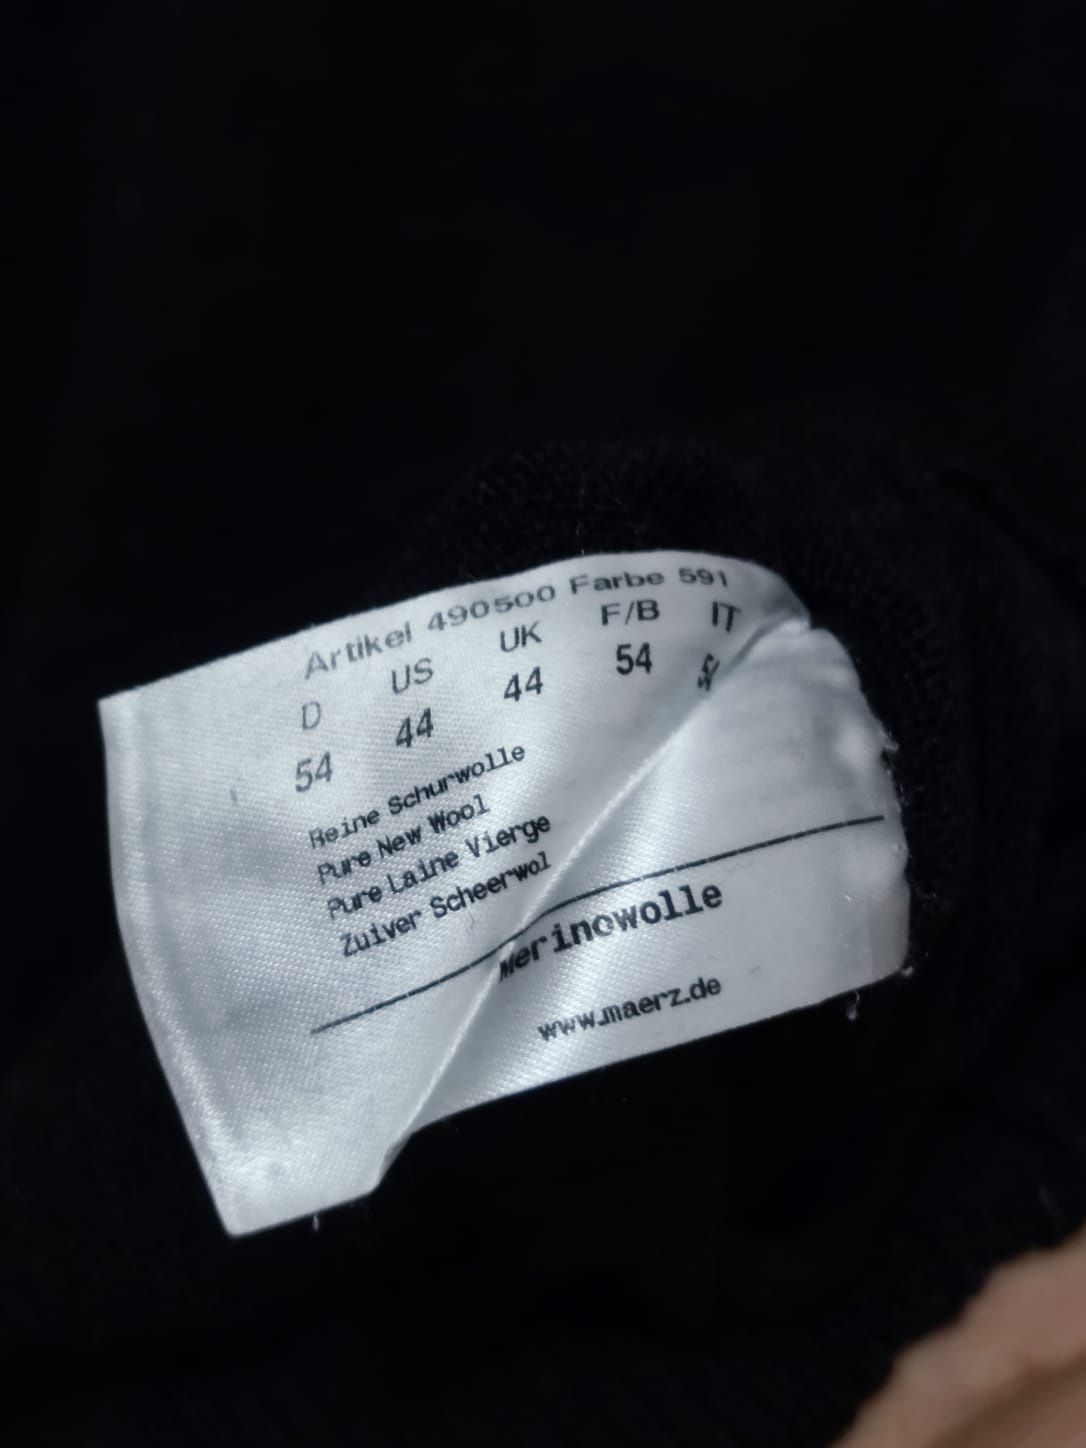 Artikel 490500 Farbe 591
D US UK F/B IT
54 44 44 54
Reine Schurwolle
Pure New Wool
Pure Laine Vierge
Zuiver Scheerwol
Merinowolle
www.maerz.de